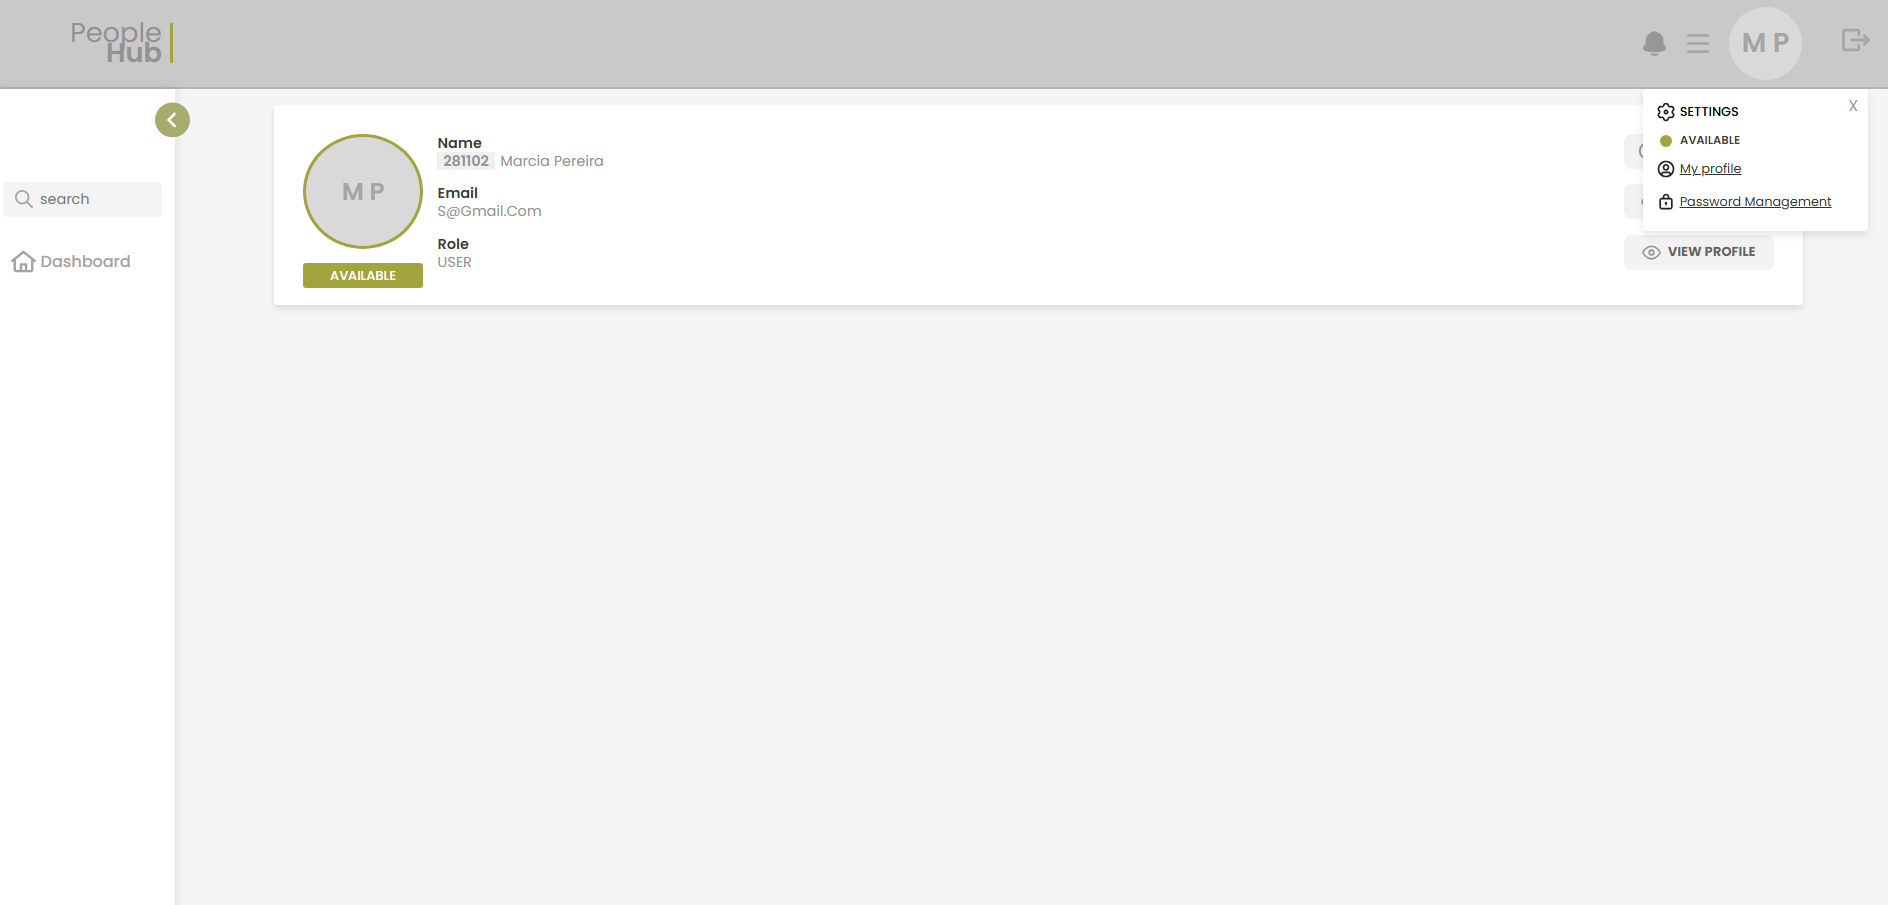 People
Hub
M P
SETTINGS
X
AVAILABLE
My profile
Password Management
search
Dashboard
M P
AVAILABLE
Name
281102 Marcia Pereira
Email
S@Gmail.Com
Role
USER
VIEW PROFILE